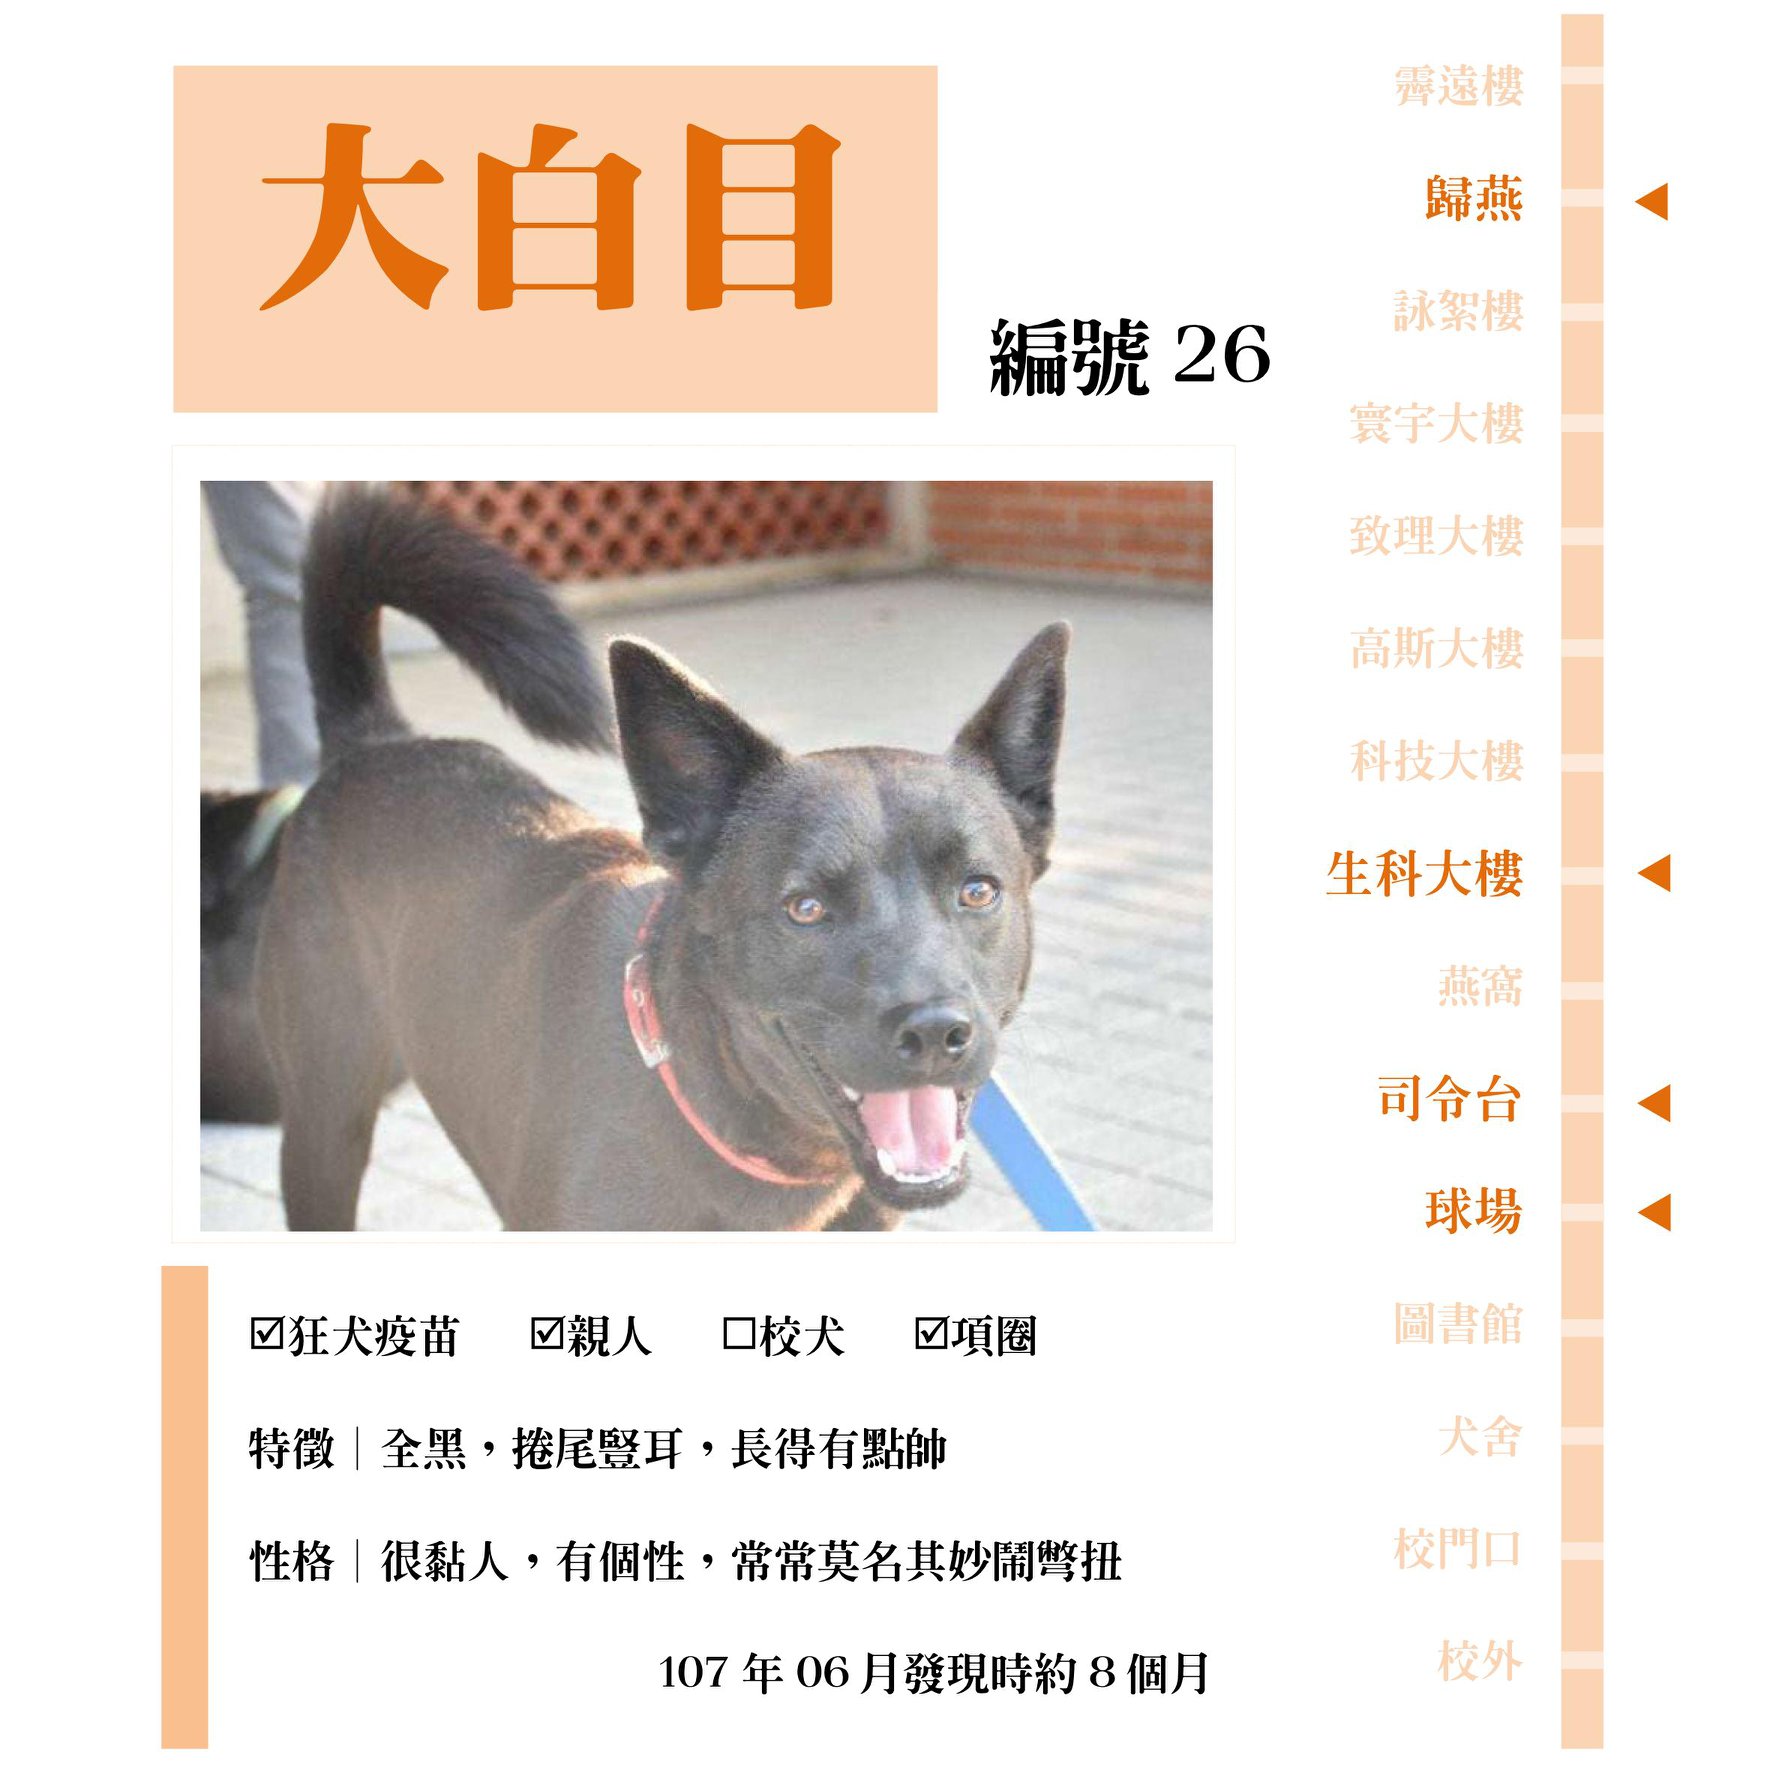 大白目
編號 26
☑狂犬疫苗 ☑親人 ☐校犬 ☑項圈
特徵｜全黑，捲尾豎耳，長得有點帥
性格｜很黏人，有個性，常常莫名其妙鬧彆扭
107 年 06 月發現時約 8 個月
霽遠樓
歸燕
詠絮樓
寰宇大樓
致理大樓
高斯大樓
科技大樓
生科大樓
燕窩
司令台
球場
圖書館
犬舍
校門口
校外